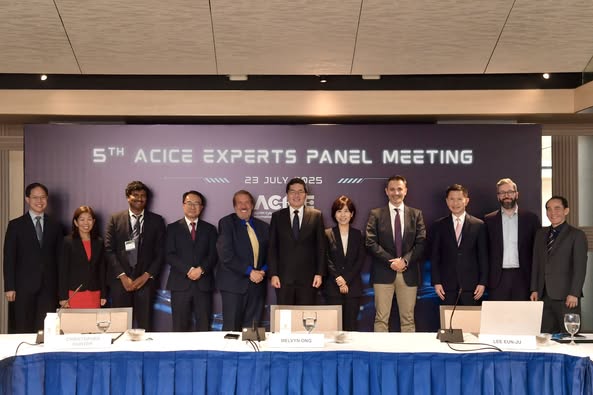 5TH ACICE EXPERTS PANEL MEETING
23 JULY 2025
MELVYN ONG
LEE EUN-JU